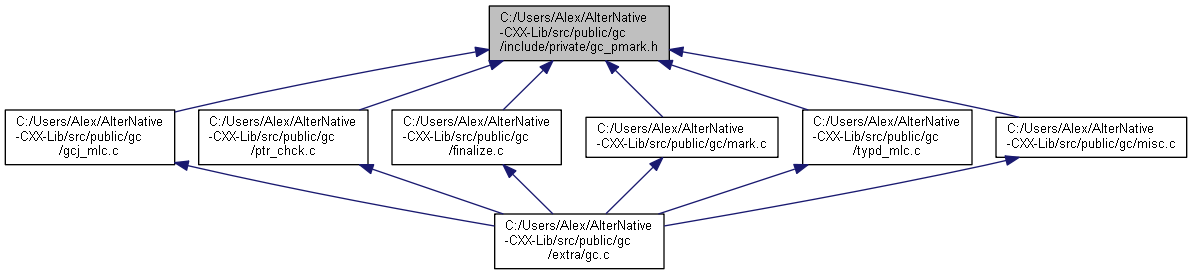 C:/Users/Alex/AlterNative
-CXX-Lib/src/public/gc
/include/private/gc_pmark.h
C:/Users/Alex/AlterNative
-CXX-Lib/src/public/gc
/gcj_mlc.c
C:/Users/Alex/AlterNative
-CXX-Lib/src/public/gc
/ptr_chck.c
C:/Users/Alex/AlterNative
-CXX-Lib/src/public/gc
/finalize.c
C:/Users/Alex/AlterNative
-CXX-Lib/src/public/gc/mark.c
C:/Users/Alex/AlterNative
-CXX-Lib/src/public/gc
/typd_mlc.c
C:/Users/Alex/AlterNative
-CXX-Lib/src/public/gc/misc.c
C:/Users/Alex/AlterNative
-CXX-Lib/src/public/gc
/extra/gc.c